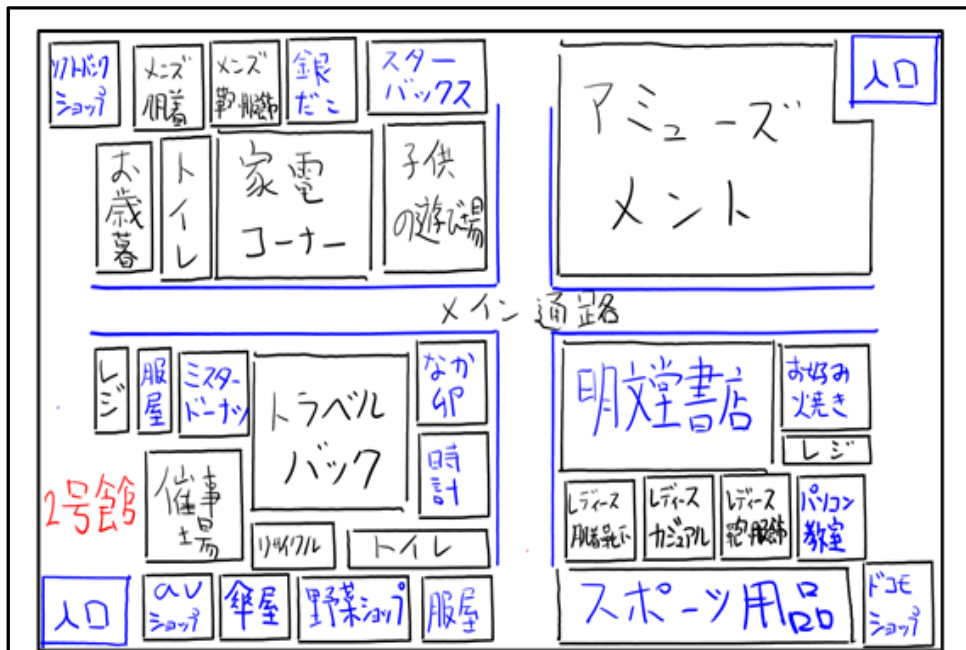 ソフトバンク
ショップ
メンズ
肌着
メンズ
靴・服飾
銀
だこ
スター
バックス
アミューズ
メント
入口
お歳暮
トイレ
家電
コーナー
子供
の遊び場
メイン通路
レジ
服屋
ミスター
ドーナツ
トラベル
バック
なか
卯
時計
明文堂書店
お好み
焼き
レジ
2号館
催事場
リサイクル
トイレ
レディース
肌着靴下
レディース
カジュアル
レディース
靴・服飾
パソコン
教室
入口
aU
ショップ
傘屋
野菜ショップ
服屋
スポーツ用品
ドコモ
ショップ